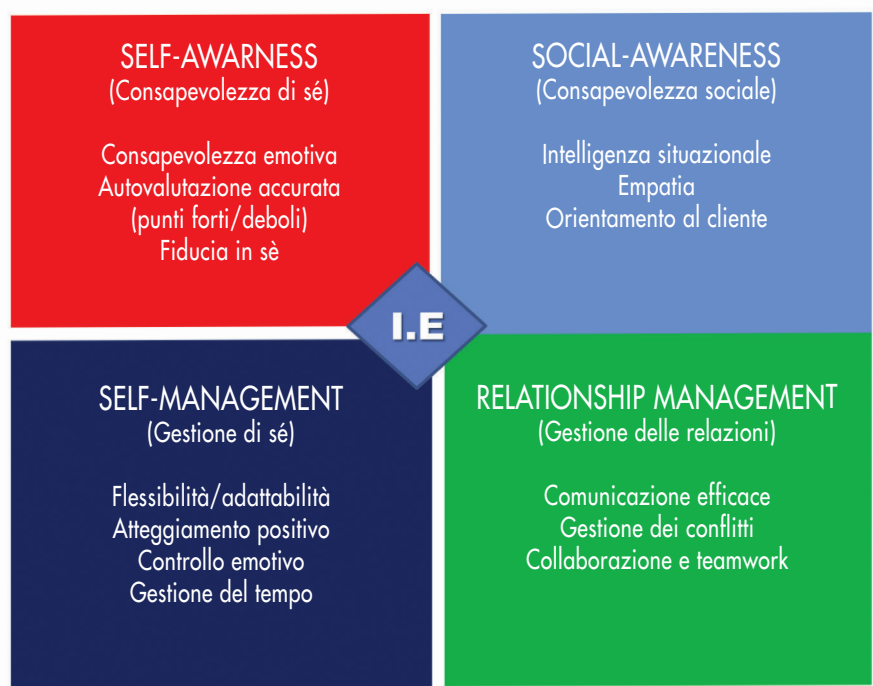 SELF-AWARNESS
(Consapevolezza di sé)
Consapevolezza emotiva
Autovalutazione accurata
(punti forti/deboli)
Fiducia in sè
SOCIAL-AWARENESS
(Consapevolezza sociale)
Intelligenza situazionale
Empatia
Orientamento al cliente
I.E
SELF-MANAGEMENT
(Gestione di sé)
Flessibilità/adattabilità
Atteggiamento positivo
Controllo emotivo
Gestione del tempo
RELATIONSHIP MANAGEMENT
(Gestione delle relazioni)
Comunicazione efficace
Gestione dei conflitti
Collaborazione e teamwork